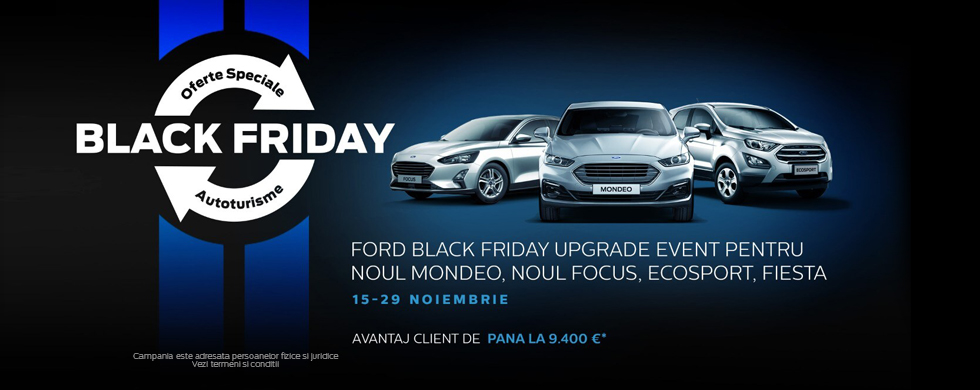 Oferte Speciale
BLACK FRIDAY
Autoturisme
FOCUS
MONDEO
ECOSPORT
FORD BLACK FRIDAY UPGRADE EVENT PENTRU
NOUL MONDEO, NOUL FOCUS, ECOSPORT, FIESTA
15-29 NOIEMBRIE
AVANTAJ CLIENT DE PANA LA 9.400 €*
Campania este adresata persoanelor fizice si juridice
Vezi termeni si conditii